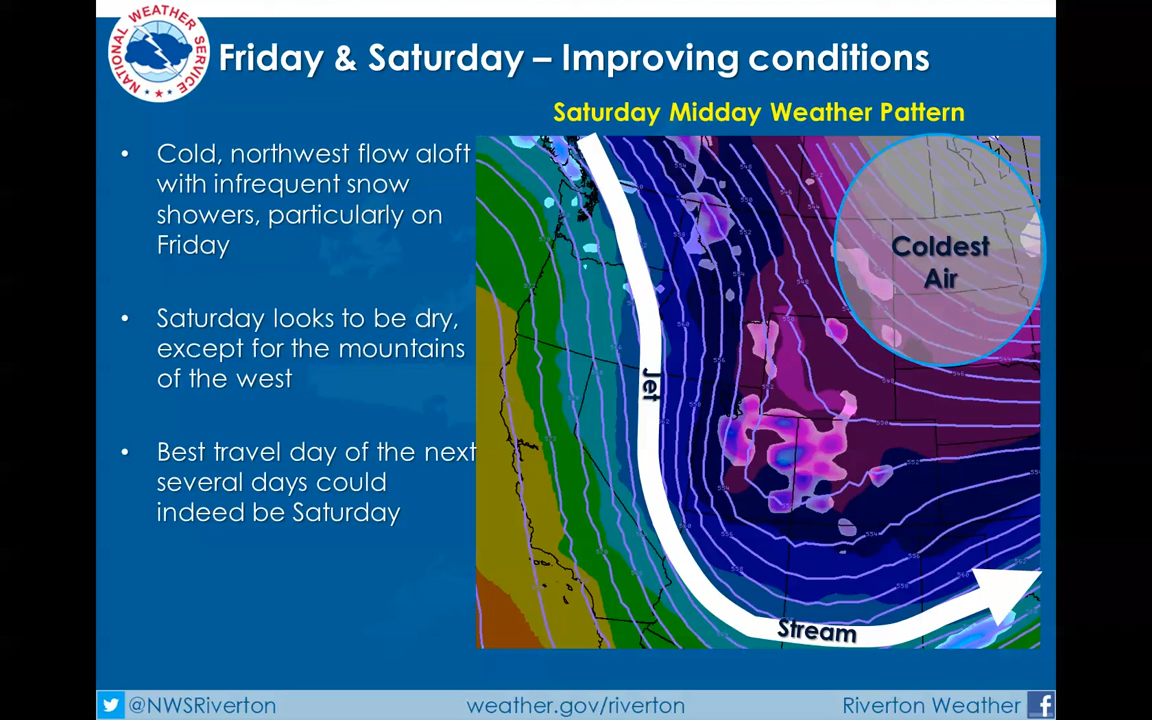 NATIONAL WEATHER SERVICE
Friday & Saturday – Improving conditions
Saturday Midday Weather Pattern
• Cold, northwest flow aloft
with infrequent snow
showers, particularly on
Friday
• Saturday looks to be dry,
except for the mountains
of the west
• Best travel day of the next
several days could
indeed be Saturday
Coldest
Air
Jet
Stream
@NWSRiverton
weather.gov/riverton
Riverton Weather